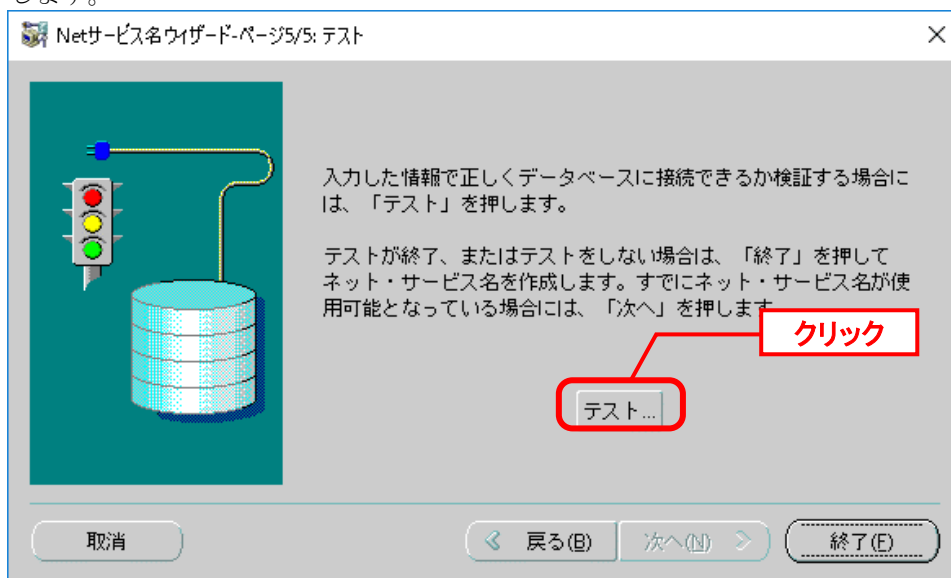 します。
Netサービス名ウィザード-ページ5/5: テスト
入力した情報で正しくデータベースに接続できるか検証する場合に
は、「テスト」を押します。
テストが終了、またはテストをしない場合は、「終了」を押して
ネット・サービス名を作成します。すでにネット・サービス名が使
用可能となっている場合には、「次へ」を押します
クリック
テスト...
取消
戻る(B)
次へ(N)
終了(F)